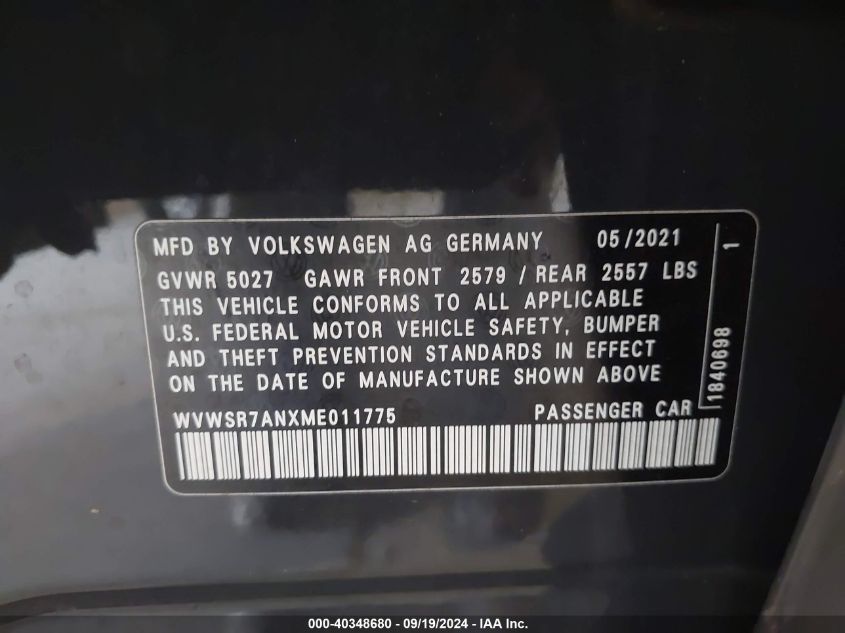 MFD BY VOLKSWAGEN AG GERMANY 05/2021
GVWR 5027 GAWR FRONT 2579 / REAR 2557 LBS
THIS VEHICLE CONFORMS TO ALL APPLICABLE
U.S. FEDERAL MOTOR VEHICLE SAFETY, BUMPER
AND THEFT PREVENTION STANDARDS IN EFFECT
ON THE DATE OF MANUFACTURE SHOWN ABOVE
WVWSR7ANXME011775 PASSENGER CAR
1840698 1
000-40348680 - 09/19/2024 - IAA Inc.